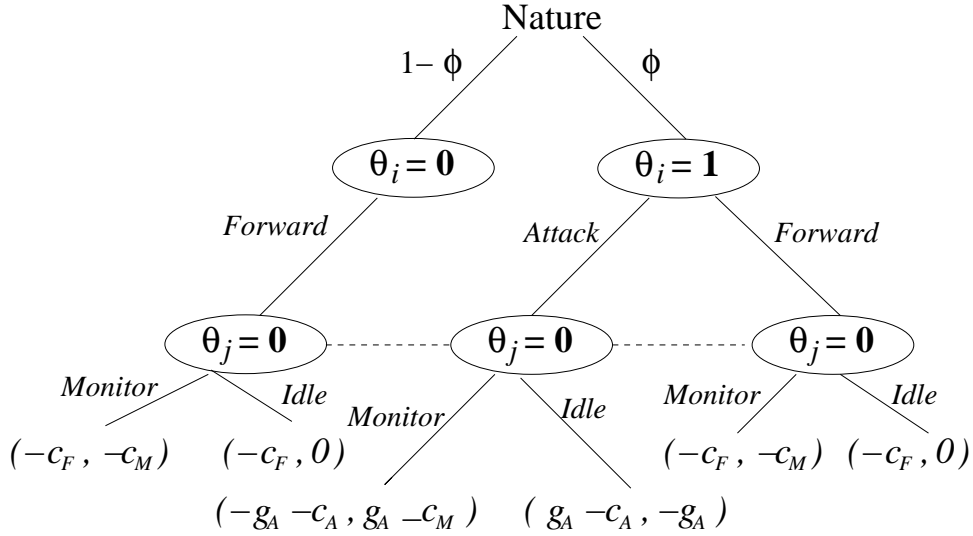 Nature
1− ϕ ϕ
θi = 0 θi = 1
Forward Attack Forward
θj = 0 θj = 0 θj = 0
Monitor Idle Monitor Idle Monitor Idle
(−cF , −cM ) (−cF , 0) (−cF , −cM ) (−cF , 0)
(−gA −cA , gA −cM ) ( gA −cA , −gA )